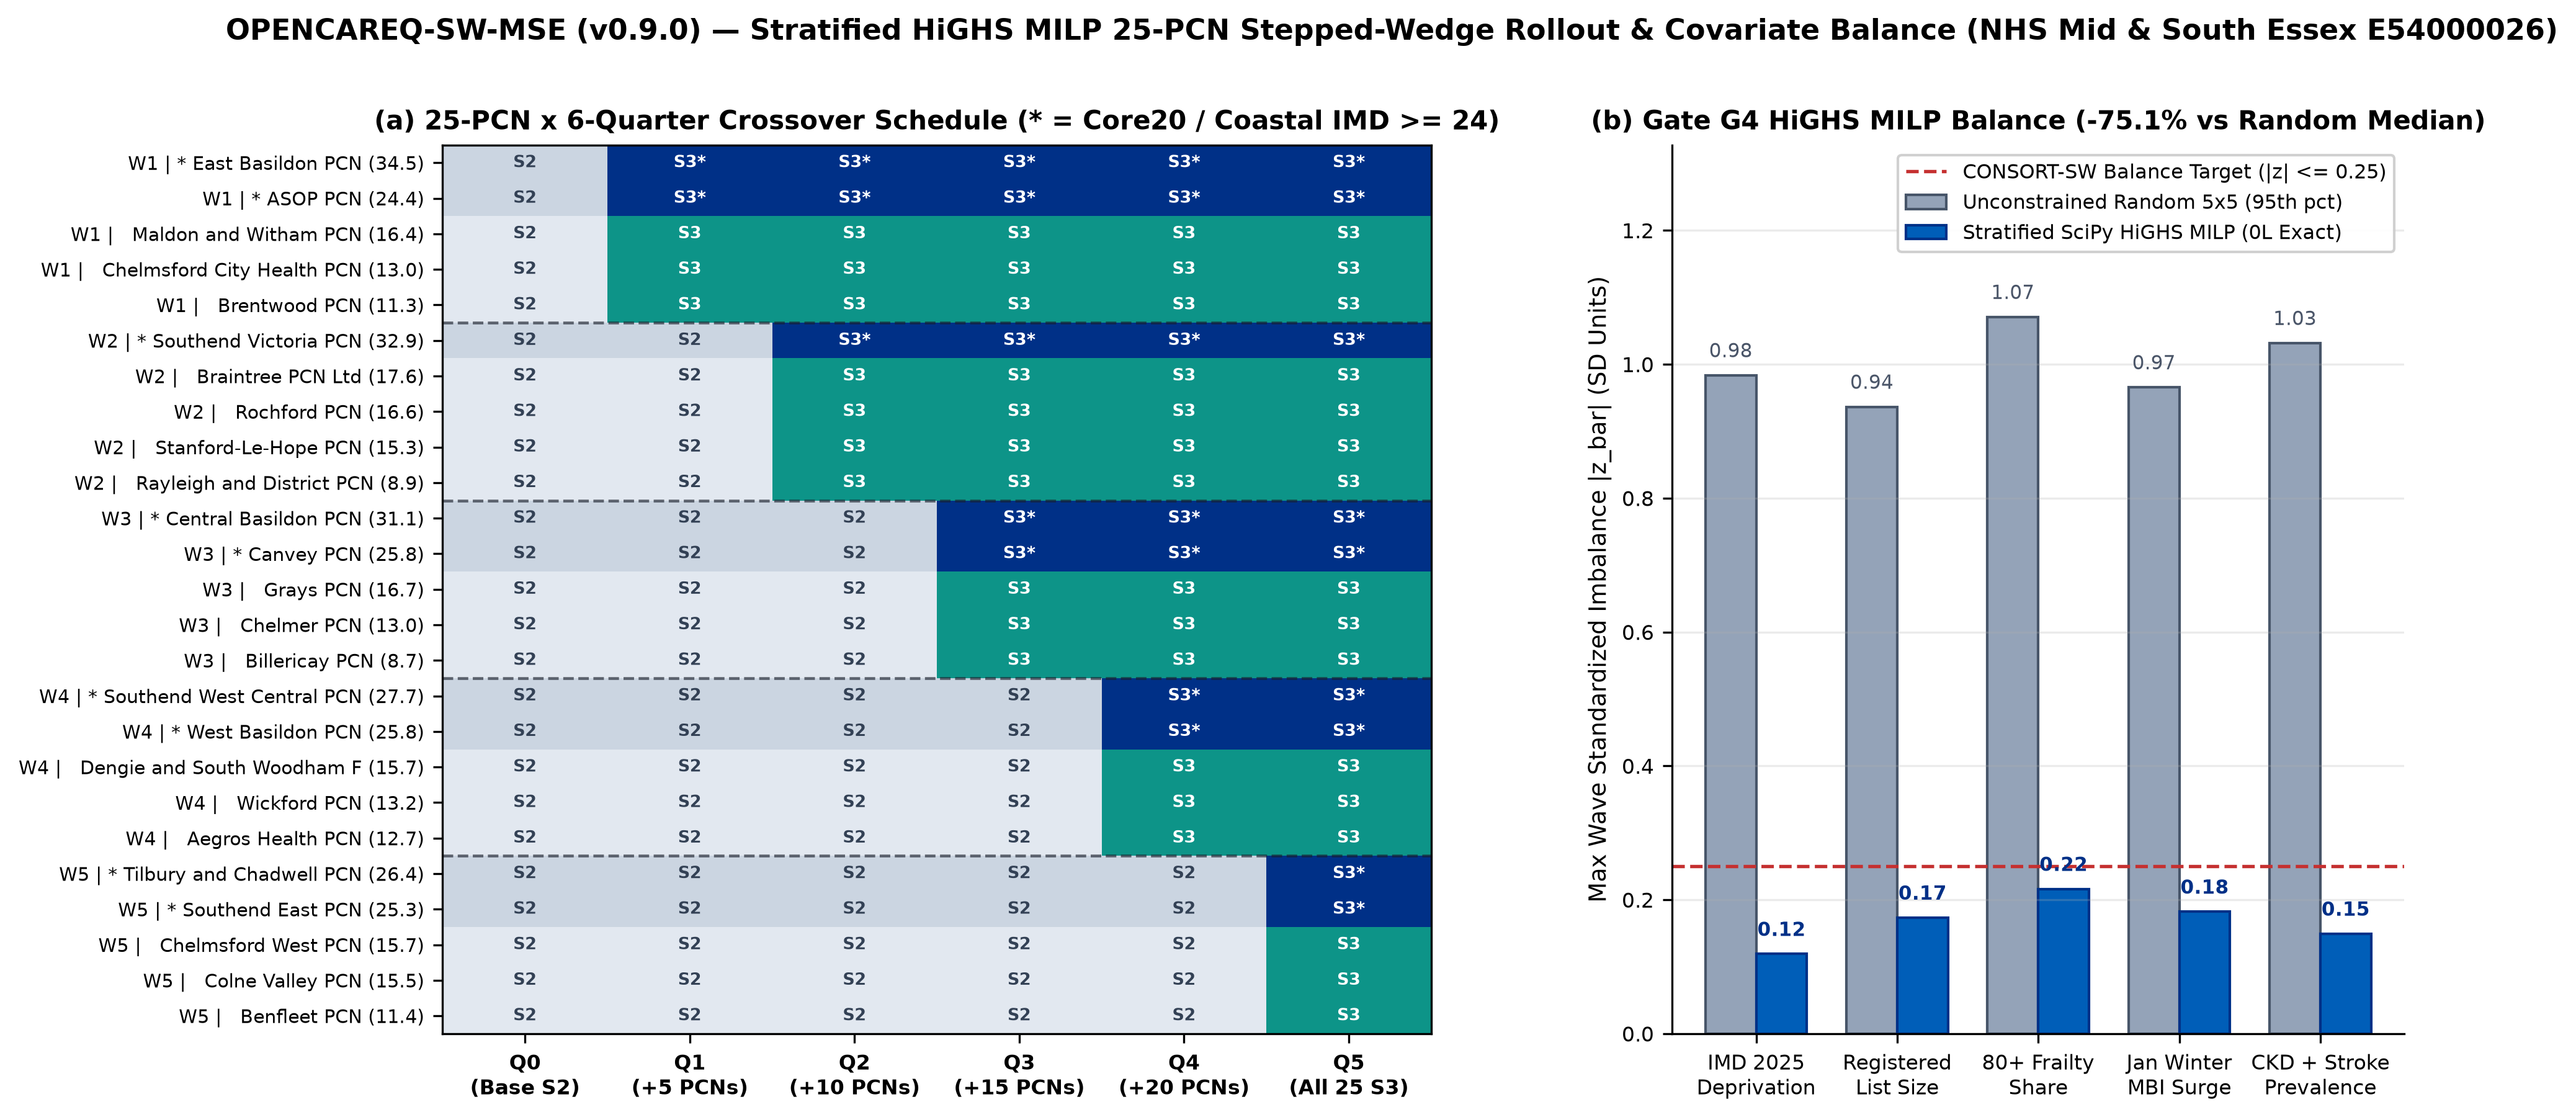 OPENCAREQ-SW-MSE (v0.9.0) — Stratified HiGHS MILP 25-PCN Stepped-Wedge Rollout & Covariate Balance (NHS Mid & South Essex E54000026)
(a) 25-PCN x 6-Quarter Crossover Schedule (* = Core20 / Coastal IMD >= 24)
W1 | * East Basildon PCN (34.5) S2 S3* S3* S3* S3* S3*
W1 | * ASOP PCN (24.4) S2 S3* S3* S3* S3* S3*
W1 | Maldon and Witham PCN (16.4) S2 S3 S3 S3 S3 S3
W1 | Chelmsford City Health PCN (13.0) S2 S3 S3 S3 S3 S3
W1 | Brentwood PCN (11.3) S2 S3 S3 S3 S3 S3
W2 | * Southend Victoria PCN (32.9) S2 S2 S3* S3* S3* S3*
W2 | Braintree PCN Ltd (17.6) S2 S2 S3 S3 S3 S3
W2 | Rochford PCN (16.6) S2 S2 S3 S3 S3 S3
W2 | Stanford-Le-Hope PCN (15.3) S2 S2 S3 S3 S3 S3
W2 | Rayleigh and District PCN (8.9) S2 S2 S3 S3 S3 S3
W3 | * Central Basildon PCN (31.1) S2 S2 S2 S3* S3* S3*
W3 | * Canvey PCN (25.8) S2 S2 S2 S3* S3* S3*
W3 | Grays PCN (16.7) S2 S2 S2 S3 S3 S3
W3 | Chelmer PCN (13.0) S2 S2 S2 S3 S3 S3
W3 | Billericay PCN (8.7) S2 S2 S2 S3 S3 S3
W4 | * Southend West Central PCN (27.7) S2 S2 S2 S2 S3* S3*
W4 | * West Basildon PCN (25.8) S2 S2 S2 S2 S3* S3*
W4 | Dengie and South Woodham F (15.7) S2 S2 S2 S2 S3 S3
W4 | Wickford PCN (13.2) S2 S2 S2 S2 S3 S3
W4 | Aegros Health PCN (12.7) S2 S2 S2 S2 S3 S3
W5 | * Tilbury and Chadwell PCN (26.4) S2 S2 S2 S2 S2 S3*
W5 | * Southend East PCN (25.3) S2 S2 S2 S2 S2 S3*
W5 | Chelmsford West PCN (15.7) S2 S2 S2 S2 S2 S3
W5 | Colne Valley PCN (15.5) S2 S2 S2 S2 S2 S3
W5 | Benfleet PCN (11.4) S2 S2 S2 S2 S2 S3
Q0 Q1 Q2 Q3 Q4 Q5
(Base S2) (+5 PCNs) (+10 PCNs) (+15 PCNs) (+20 PCNs) (All 25 S3)
(b) Gate G4 HiGHS MILP Balance (-75.1% vs Random Median)
CONSORT-SW Balance Target (|z| <= 0.25)
Unconstrained Random 5x5 (95th pct)
Stratified SciPy HiGHS MILP (0L Exact)
Max Wave Standardized Imbalance |z_bar| (SD Units)
1.2
1.0
0.8
0.6
0.4
0.2
0.0
0.98 0.94 1.07 0.97 1.03
0.12 0.17 0.22 0.18 0.15
IMD 2025 Registered 80+ Frailty Jan Winter CKD + Stroke
Deprivation List Size Share MBI Surge Prevalence